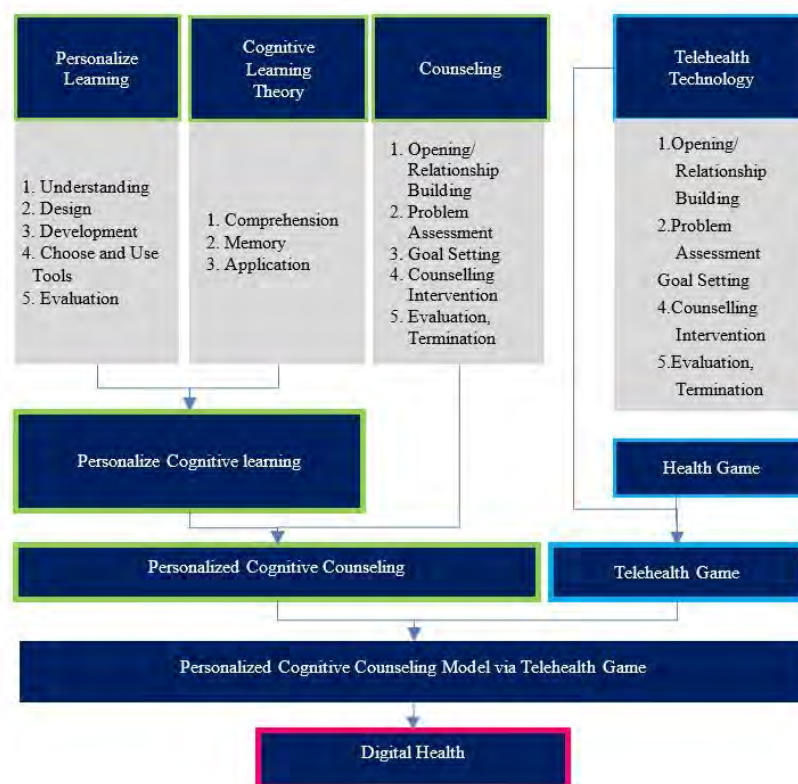 Personalize
Learning
Cognitive
Learning
Theory
Counseling
Telehealth
Technology
1. Understanding
2. Design
3. Development
4. Choose and Use
Tools
5. Evaluation
1. Comprehension
2. Memory
3. Application
1. Opening/
Relationship
Building
2. Problem
Assessment
3. Goal Setting
4. Counselling
Intervention
5. Evaluation,
Termination
1.Opening/
Relationship
Building
2.Problem
Assessment
Goal Setting
4.Counselling
Intervention
5.Evaluation,
Termination
Personalize Cognitive learning
Health Game
Personalized Cognitive Counseling
Telehealth Game
Personalized Cognitive Counseling Model via Telehealth Game
Digital Health